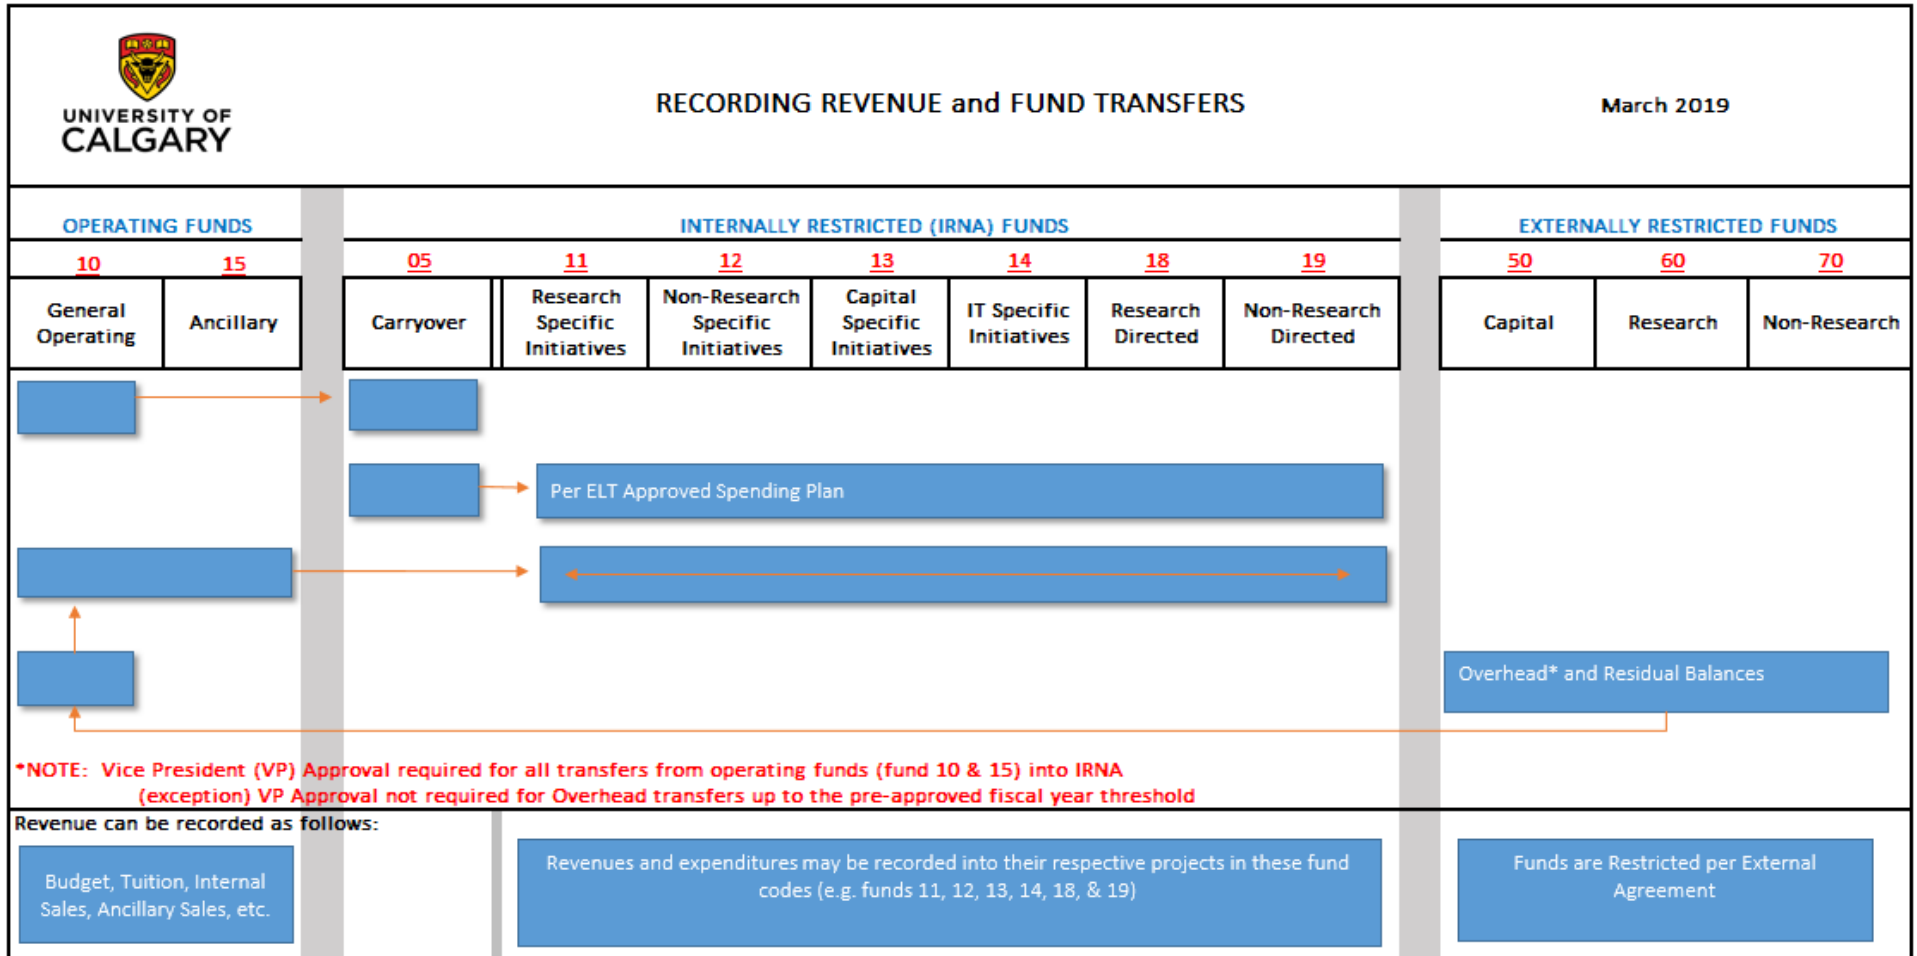 UNIVERSITY OF
CALGARY
RECORDING REVENUE and FUND TRANSFERS
March 2019
OPERATING FUNDS
INTERNALLY RESTRICTED (IRNA) FUNDS
EXTERNALLY RESTRICTED FUNDS
10 15 05 11 12 13 14 18 19 50 60 70
General
Operating
Ancillary
Carryover
Research
Specific
Initiatives
Non-Research
Specific
Initiatives
Capital
Specific
Initiatives
IT Specific
Initiatives
Research
Directed
Non-Research
Directed
Capital
Research
Non-Research
Per ELT Approved Spending Plan
Overhead* and Residual Balances
*NOTE: Vice President (VP) Approval required for all transfers from operating funds (fund 10 & 15) into IRNA
(exception) VP Approval not required for Overhead transfers up to the pre-approved fiscal year threshold
Revenue can be recorded as follows:
Budget, Tuition, Internal
Sales, Ancillary Sales, etc.
Revenues and expenditures may be recorded into their respective projects in these fund
codes (e.g. funds 11, 12, 13, 14, 18, & 19)
Funds are Restricted per External
Agreement